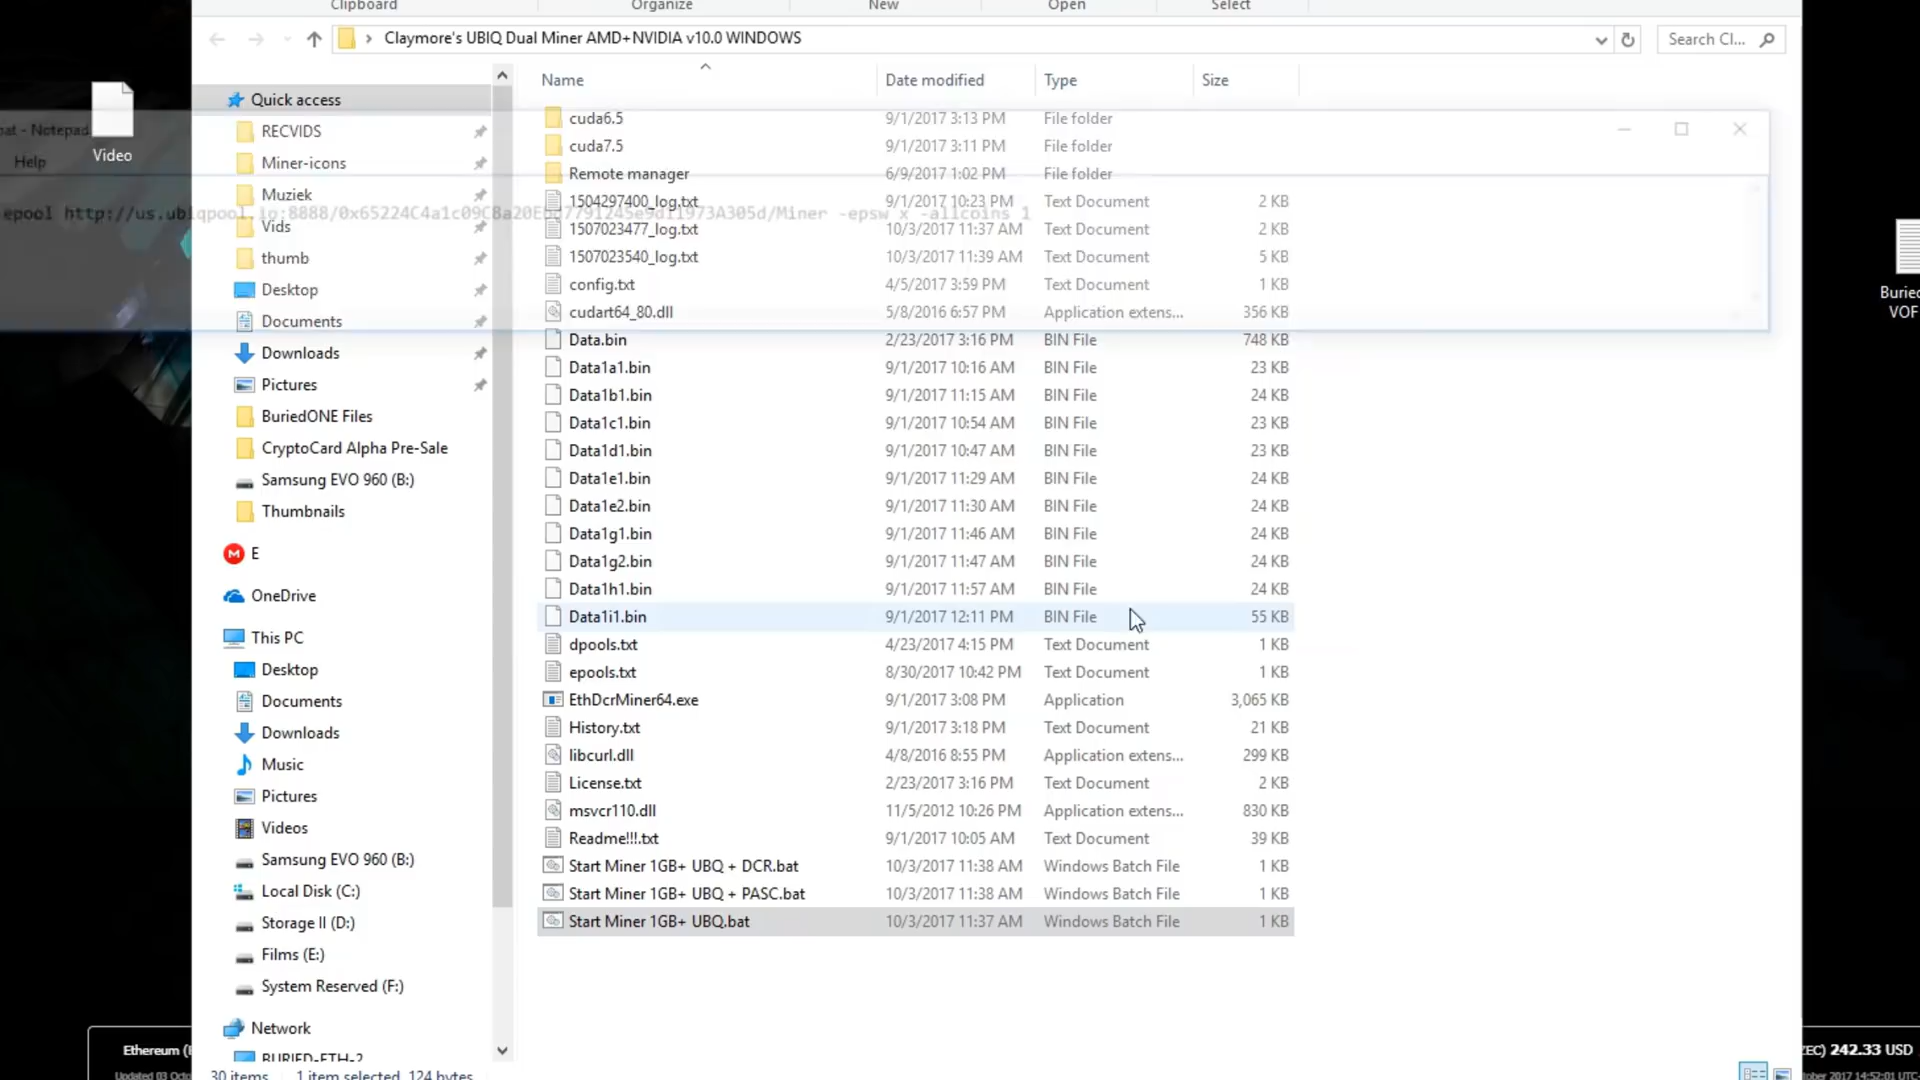 Clipboard Organize New Open Select
Claymore's UBIQ Dual Miner AMD+NVIDIA v10.0 WINDOWS
Search Cl...
Name Date modified Type Size
Video
Notepad
Help
epool http://us.ubiqpool.io:8888/ /Miner -epsw x -allcoins 1
Quick access
RECVIDS
Miner-icons
Muziek
Vids
thumb
Desktop
Documents
Downloads
Pictures
BuriedONE Files
CryptoCard Alpha Pre-Sale
Samsung EVO 960 (B:)
Thumbnails
E
OneDrive
This PC
Desktop
Documents
Downloads
Music
Pictures
Videos
Samsung EVO 960 (B:)
Local Disk (C:)
Storage II (D:)
Films (E:)
System Reserved (F:)
Network
BURIED-ETH-2
cuda6.5 9/1/2017 3:13 PM File folder
cuda7.5 9/1/2017 3:11 PM File folder
Remote manager 6/9/2017 1:02 PM File folder
1504297400_log.txt 9/1/2017 10:23 PM Text Document 2 KB
1507023477_log.txt 10/3/2017 11:37 AM Text Document 2 KB
1507023540_log.txt 10/3/2017 11:39 AM Text Document 5 KB
config.txt 4/5/2017 3:59 PM Text Document 1 KB
cudart64_80.dll 5/8/2016 6:57 PM Application extens... 356 KB
Data.bin 2/23/2017 3:16 PM BIN File 748 KB
Data1a1.bin 9/1/2017 10:16 AM BIN File 23 KB
Data1b1.bin 9/1/2017 11:15 AM BIN File 24 KB
Data1c1.bin 9/1/2017 10:54 AM BIN File 23 KB
Data1d1.bin 9/1/2017 10:47 AM BIN File 23 KB
Data1e1.bin 9/1/2017 11:29 AM BIN File 24 KB
Data1e2.bin 9/1/2017 11:30 AM BIN File 24 KB
Data1g1.bin 9/1/2017 11:46 AM BIN File 24 KB
Data1g2.bin 9/1/2017 11:47 AM BIN File 24 KB
Data1h1.bin 9/1/2017 11:57 AM BIN File 24 KB
Data1i1.bin 9/1/2017 12:11 PM BIN File 55 KB
dpools.txt 4/23/2017 4:15 PM Text Document 1 KB
epools.txt 8/30/2017 10:42 PM Text Document 1 KB
EthDcrMiner64.exe 9/1/2017 3:08 PM Application 3,065 KB
History.txt 9/1/2017 3:18 PM Text Document 21 KB
libcurl.dll 4/8/2016 8:55 PM Application extens... 299 KB
License.txt 2/23/2017 3:16 PM Text Document 2 KB
msvcr110.dll 11/5/2012 10:26 PM Application extens... 830 KB
Readme!!!.txt 9/1/2017 10:05 AM Text Document 39 KB
Start Miner 1GB+ UBQ + DCR.bat 10/3/2017 11:38 AM Windows Batch File 1 KB
Start Miner 1GB+ UBQ + PASC.bat 10/3/2017 11:38 AM Windows Batch File 1 KB
Start Miner 1GB+ UBQ.bat 10/3/2017 11:37 AM Windows Batch File 1 KB
30 items 1 item selected 124 bytes
VOF
Ethereum
Updated 03
242.33 USD
2017 14:52:01